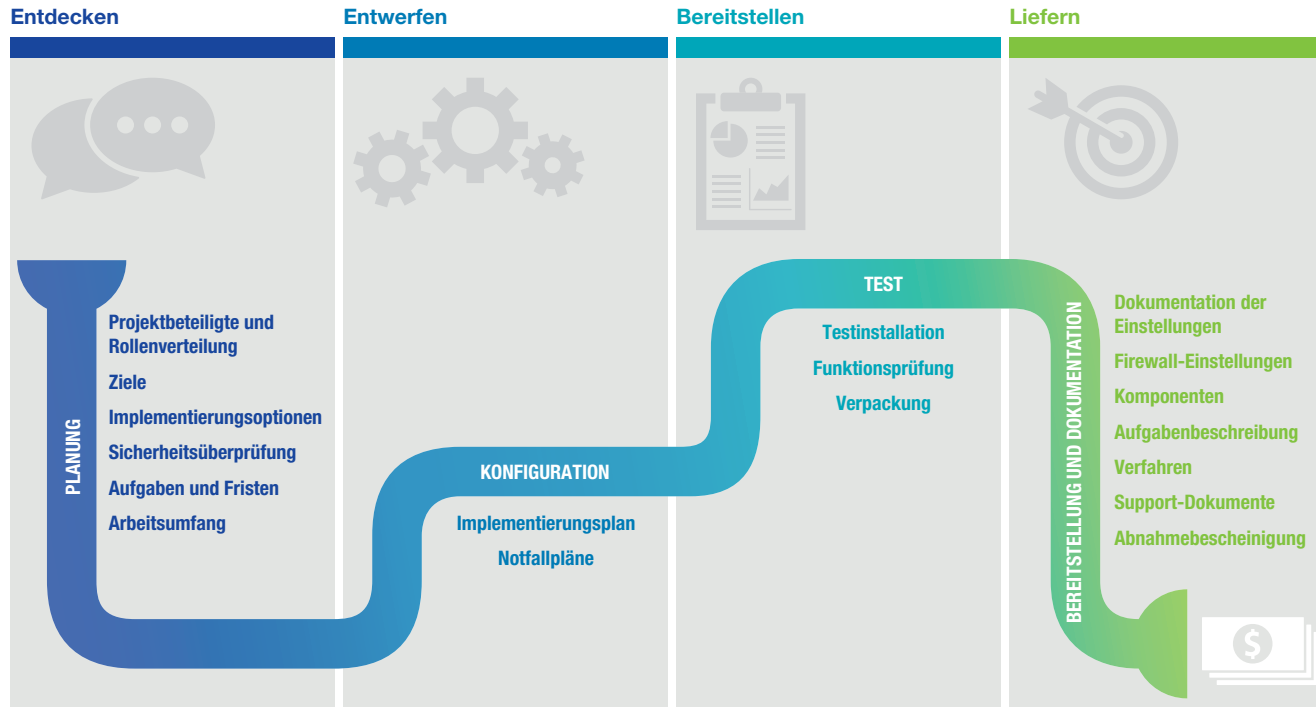 Entdecken
Entwerfen
Bereitstellen
Liefern
PLANUNG
Projektbeteiligte und
Rollenverteilung
Ziele
Implementierungsoptionen
Sicherheitsüberprüfung
Aufgaben und Fristen
Arbeitsumfang
KONFIGURATION
Implementierungsplan
Notfallpläne
TEST
Testinstallation
Funktionsprüfung
Verpackung
BEREITSTELLUNG UND DOKUMENTATION
Dokumentation der
Einstellungen
Firewall-Einstellungen
Komponenten
Aufgabenbeschreibung
Verfahren
Support-Dokumente
Abnahmebescheinigung
$